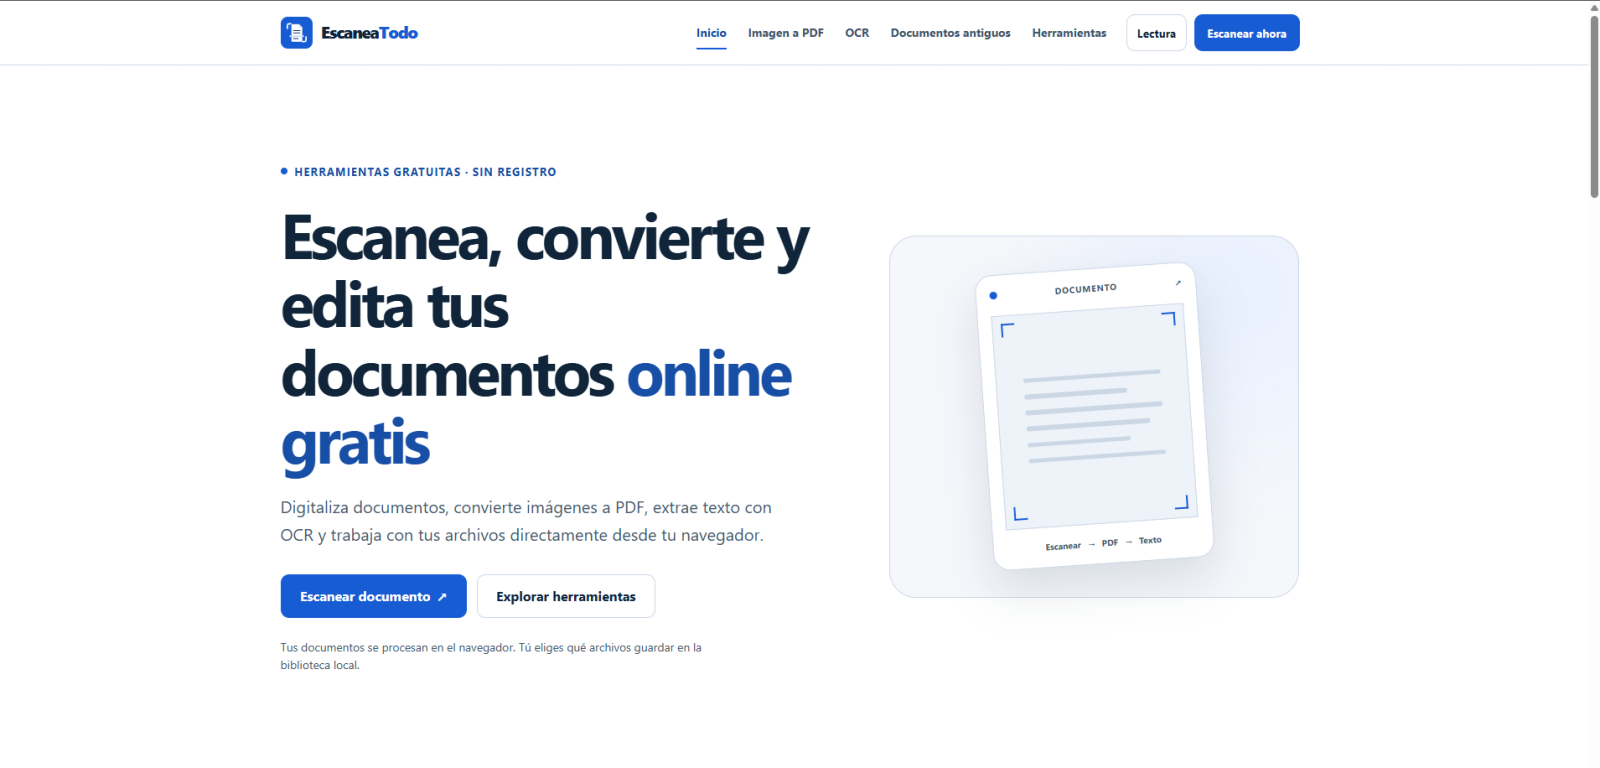 EscaneaTodo
Inicio
Imagen a PDF
OCR
Documentos antiguos
Herramientas
Lectura
Escanear ahora
HERRAMIENTAS GRATUITAS · SIN REGISTRO
Escanea, convierte y
edita tus
documentos online
gratis
Digitaliza documentos, convierte imágenes a PDF, extrae texto con
OCR y trabaja con tus archivos directamente desde tu navegador.
Escanear documento ↗
Explorar herramientas
Tus documentos se procesan en el navegador. Tú eliges qué archivos guardar en la
biblioteca local.
DOCUMENTO ↗
Escanear → PDF → Texto